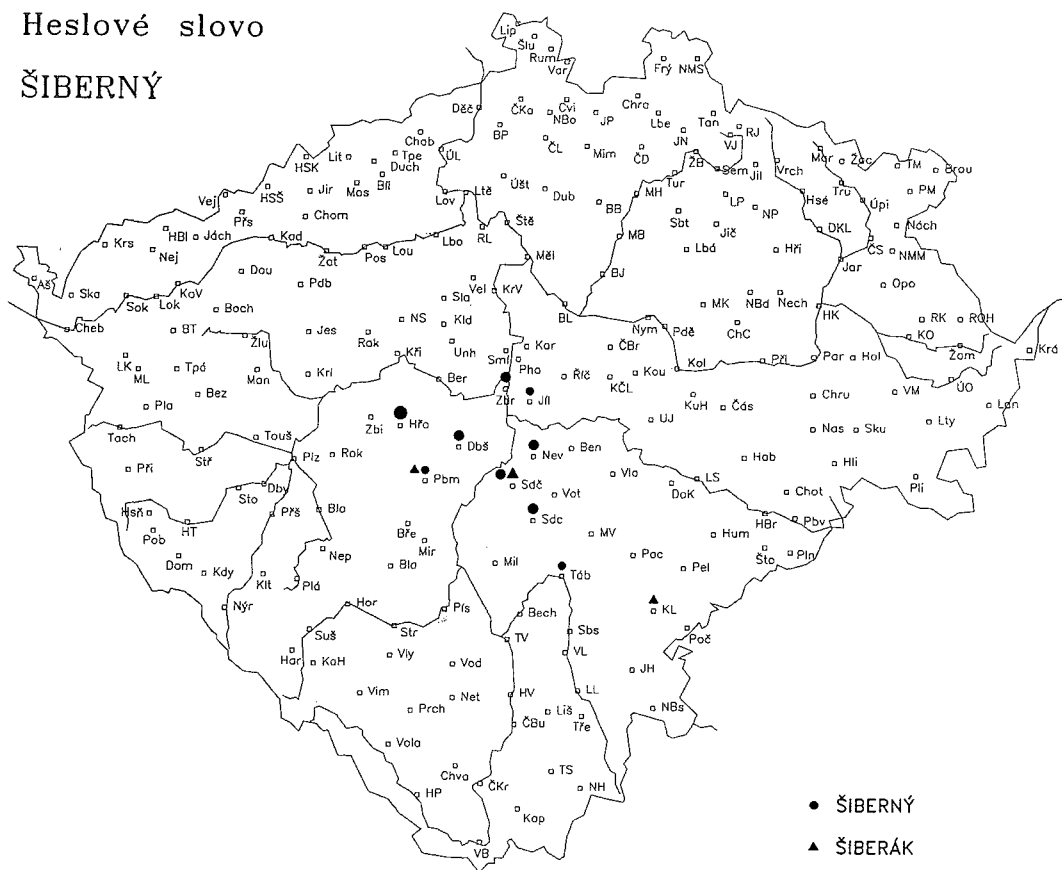 Heslové slovo
ŠIBERNÝ
Lip
Šlu
Rum
Var
Frý NMS
Děč
ČKa
Cvi
NBo
JP
Chra
Lbe
Tan
RJ
VJ
JN
BP
ČL
Mim
ČD
ŽB
Sem
Jil
Vrch
Mar
Žac
TM
Brou
Chab
ÚL
Tpe
Duch
Lit
HSK
Bíl
Mos
Jir
HSŠ
Vej
Přs
Chom
Lov
Ltě
Úšt
Dub
MH
Tur
BB
LP
NP
Hsé
Tru
Úpi
PM
Krs
HBl
Nej
Jách
Kad
Žat
Pos
Lou
Lbo
RL
Ště
MB
Sbt
Jič
Lbá
Hří
DKL
ČS
Nách
NMM
Jar
Aš
Ska
Sok
Lok
KaV
Dou
Pdb
Měl
BJ
Vel
KrV
Sla
BL
MK
NBd
Nech
Opo
HK
RK
ROH
Cheb
BT
Boch
Žlu
Jes
Rak
NS
Kld
Nym
Pdě
ChC
KO
Žam
Krá
LK
ML
Tpá
Man
Kri
Kři
Unh
Sml
Kar
Pha
ČBr
Kol
Při
Par
Hol
Bez
Ber
Říč
KČL
Kou
ÚO
Pla
Zbr
Jíl
KuH
Čás
Chru
VM
Lan
Tach
Touš
Zbi
Hřo
UJ
Nas
Sku
Lty
Stř
Plz
Rok
Dbš
Nev
Ben
Vla
Hab
Hli
Při
Pbm
Sdč
DoK
LS
Pli
Sto
Dby
Vot
Chot
Hsň
HT
Přš
Blo
Sdc
HBr
Pbv
Pob
Bře
Mir
MV
Hum
Dom
Nep
Poc
Što
Pln
Kdy
Klt
Plá
Bla
Mil
Táb
Pel
Nýr
Hor
Pís
Bech
KL
Suš
Str
TV
Sbs
Poč
Har
KaH
Vly
Vod
VL
JH
Vim
Net
HV
LL
Prch
ČBu
Liš
Tře
NBs
Vola
Chva
TS
HP
ČKr
NH
Kap
VB
ŠIBERNÝ
ŠIBERÁK